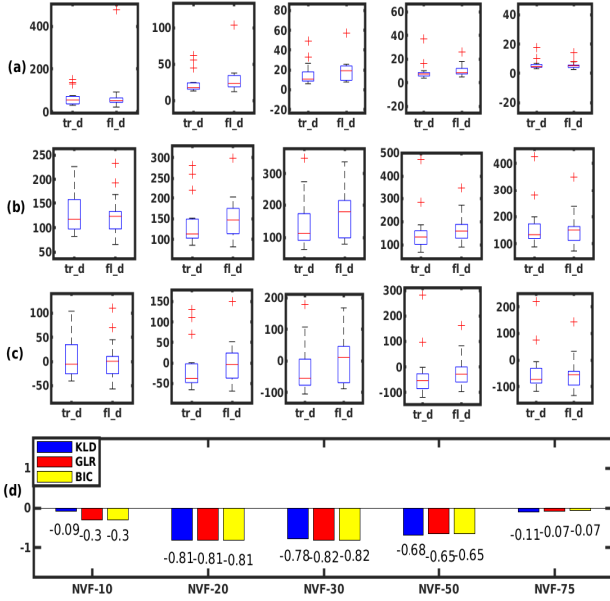 (a)
400
200
0
tr_d fl_d
100
50
0
tr_d fl_d
80
60
40
20
0
-20
tr_d fl_d
60
40
20
0
-20
tr_d fl_d
40
20
0
-20
tr_d fl_d
(b)
250
200
150
100
50
tr_d fl_d
300
250
200
150
100
tr_d fl_d
300
200
100
tr_d fl_d
400
300
200
100
tr_d fl_d
400
300
200
100
tr_d fl_d
(c)
100
50
0
-50
tr_d fl_d
150
100
50
0
-50
tr_d fl_d
200
100
0
-100
tr_d fl_d
300
200
100
0
-100
tr_d fl_d
200
100
0
-100
tr_d fl_d
(d)
1
0
-1
KLD
GLR
BIC
-0.09 -0.3 -0.3
-0.81 -0.81 -0.81
-0.78 -0.82 -0.82
-0.68 -0.65 -0.65
-0.11 -0.07 -0.07
NVF-10 NVF-20 NVF-30 NVF-50 NVF-75